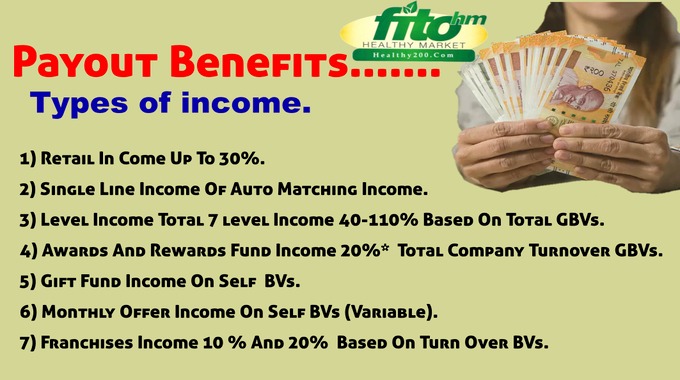 fito hm
HEALTHY MARKET
Healthy200.Com
Payout Benefits.......
Types of income.
1) Retail In Come Up To 30%.
2) Single Line Income Of Auto Matching Income.
3) Level Income Total 7 level Income 40-110% Based On Total GBVs.
4) Awards And Rewards Fund Income 20%* Total Company Turnover GBVs.
5) Gift Fund Income On Self BVs.
6) Monthly Offer Income On Self BVs (Variable).
7) Franchises Income 10 % And 20% Based On Turn Over BVs.